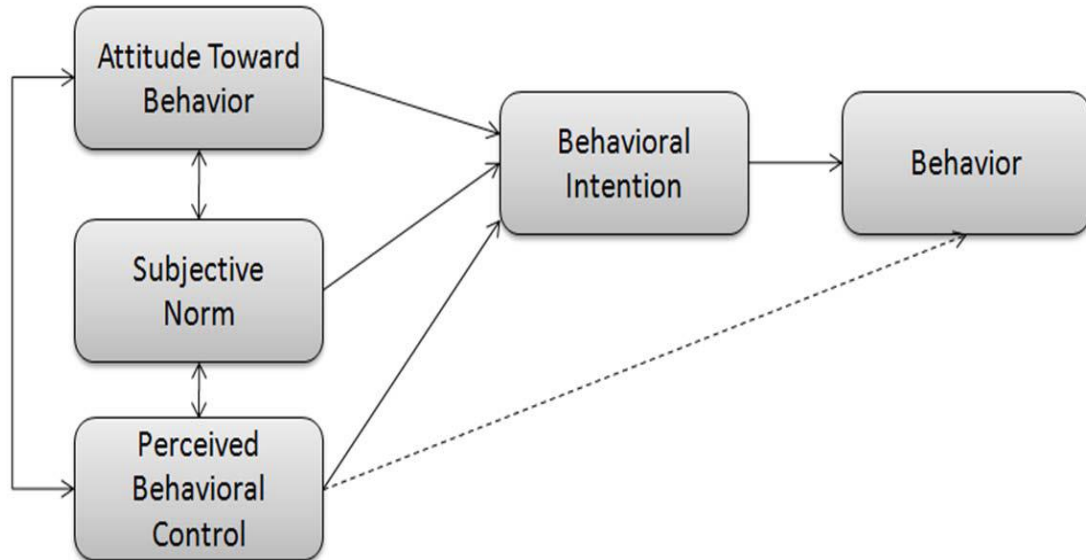 Attitude Toward
Behavior
Subjective
Norm
Perceived
Behavioral
Control
Behavioral
Intention
Behavior